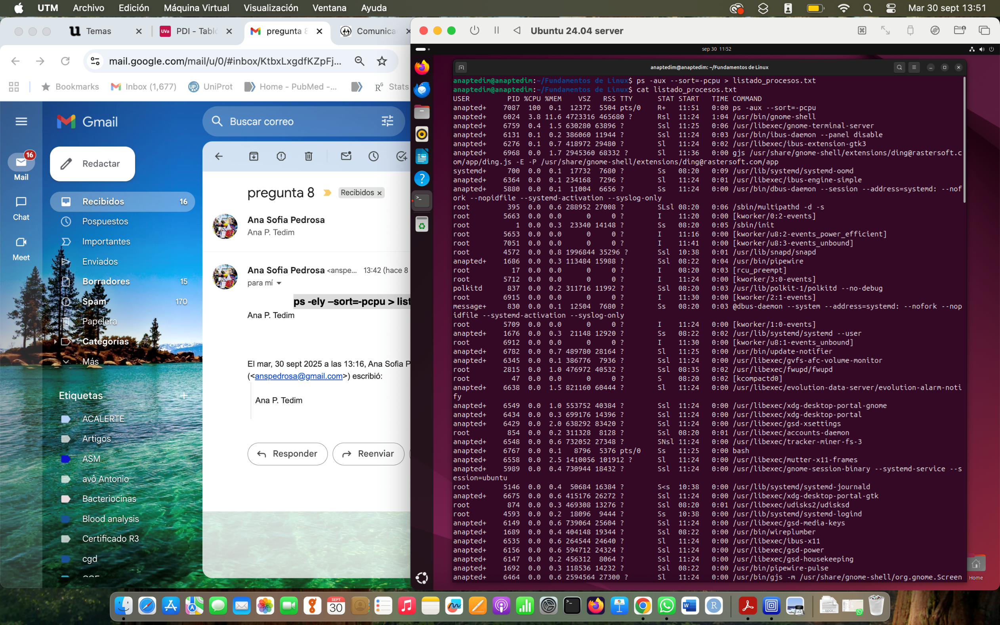 UTM Archivo Edición Máquina Virtual Visualización Ventana Ayuda
Mar 30 sept 13:51
Temas
UVa PDI - Tabl
pregunta 8
Comunica
mail.google.com/mail/u/0/#inbox/KtbxLxgdfKZpFj...
Bookmarks Inbox (1,677) UniProt Home - PubMed -... Stats
Gmail
Buscar correo
16
Mail
Chat
Meet
Redactar
Recibidos 16
Pospuestos
Importantes
Enviados
Borradores 15
Spam 170
Papelera
Categorías
Más
Etiquetas +
ACALERTE
Artigos
ASM
avô Antonio
Bacteriocinas
Blood analysis
Certificado R3
cgd
pregunta 8 Recibidos ×
Ana Sofia Pedrosa
Ana P. Tedim
Ana Sofia Pedrosa <anspe... 13:42 (hace 8
para mí
ps -ely –sort=-pcpu > list
Ana P. Tedim
El mar, 30 sept 2025 a las 13:16, Ana Sofia P
(<anspedrosa@gmail.com>) escribió:
Ana P. Tedim
Responder Reenviar
Ubuntu 24.04 server
sep 30 11:52
anaptedim@anaptedim: ~/Fundamentos de Linux
anaptedim@anaptedim:~/Fundamentos de Linux$ ps -aux --sort=-pcpu > listado_procesos.txt
anaptedim@anaptedim:~/Fundamentos de Linux$ cat listado_procesos.txt
USER PID %CPU %MEM VSZ RSS TTY STAT START TIME COMMAND
anapted+ 7087 100 0.1 12372 5504 pts/0 R+ 11:51 0:00 ps -aux --sort=-pcpu
anapted+ 6024 3.8 11.6 4723316 465680 ? Rsl 11:24 1:04 /usr/bin/gnome-shell
anapted+ 6759 0.4 1.5 630280 63896 ? Ssl 11:25 0:06 /usr/libexec/gnome-terminal-server
anapted+ 6131 0.1 0.2 386060 11944 ? Ssl 11:24 0:03 /usr/bin/ibus-daemon --panel disable
anapted+ 6276 0.1 0.7 418972 29480 ? Sl 11:24 0:02 /usr/libexec/ibus-extension-gtk3
anapted+ 6968 0.0 1.7 2945360 68332 ? Sl 11:36 0:00 gjs /usr/share/gnome-shell/extensions/ding@rastersoft.c
om/app/ding.js -E -P /usr/share/gnome-shell/extensions/ding@rastersoft.com/app
systemd+ 700 0.0 0.1 17732 7680 ? Ss 08:20 0:09 /usr/lib/systemd/systemd-oomd
anapted+ 6364 0.0 0.1 234168 7296 ? Sl 11:24 0:01 /usr/libexec/ibus-engine-simple
anapted+ 5880 0.0 0.1 11004 6656 ? Ss 11:24 0:00 /usr/bin/dbus-daemon --session --address=systemd: --nof
ork --nopidfile --systemd-activation --syslog-only
root 395 0.0 0.6 288952 27008 ? SLsl 08:20 0:06 /sbin/multipathd -d -s
root 5663 0.0 0.0 0 0 ? I 11:20 0:00 [kworker/0:2-events]
root 1 0.0 0.3 23340 14148 ? Ss 08:20 0:05 /sbin/init
root 5653 0.0 0.0 0 0 ? I 11:16 0:00 [kworker/u8:2-events_power_efficient]
root 7051 0.0 0.0 0 0 ? I 11:41 0:00 [kworker/u8:3-events_unbound]
root 4572 0.0 0.8 1996844 35296 ? Ssl 10:38 0:01 /usr/lib/snapd/snapd
anapted+ 1686 0.0 0.3 113484 15988 ? Ssl 08:22 0:04 /usr/bin/pipewire
root 17 0.0 0.0 0 0 ? I 08:20 0:03 [rcu_preempt]
root 5712 0.0 0.0 0 0 ? I 11:24 0:00 [kworker/3:0-events]
polkitd 837 0.0 0.2 311716 11992 ? Ssl 08:20 0:03 /usr/lib/polkit-1/polkitd --no-debug
root 6915 0.0 0.0 0 0 ? I 11:30 0:00 [kworker/2:1-events]
message+ 830 0.0 0.1 12504 7680 ? Ss 08:20 0:03 @dbus-daemon --system --address=systemd: --nofork --nop
idfile --systemd-activation --syslog-only
root 5709 0.0 0.0 0 0 ? I 11:24 0:00 [kworker/1:0-events]
anapted+ 1676 0.0 0.3 21148 12920 ? Ss 08:22 0:02 /usr/lib/systemd/systemd --user
root 6912 0.0 0.0 0 0 ? I 11:30 0:00 [kworker/u8:1-events_unbound]
anapted+ 6782 0.0 0.7 489780 28164 ? Sl 11:25 0:00 /usr/bin/update-notifier
anapted+ 6345 0.0 0.1 386776 7936 ? Ssl 11:24 0:00 /usr/libexec/gvfs-afc-volume-monitor
root 2815 0.0 1.0 476972 40532 ? Ssl 08:35 0:02 /usr/libexec/fwupd/fwupd
root 47 0.0 0.0 0 0 ? S 08:20 0:02 [kcompactd0]
anapted+ 6638 0.0 1.5 821160 60444 ? Sl 11:24 0:00 /usr/libexec/evolution-data-server/evolution-alarm-noti
fy
anapted+ 6549 0.0 1.0 553752 40384 ? Ssl 11:24 0:00 /usr/libexec/xdg-desktop-portal-gnome
anapted+ 6434 0.0 0.3 699176 14396 ? Ssl 11:24 0:00 /usr/libexec/xdg-desktop-portal
anapted+ 6429 0.0 2.0 638292 83420 ? Ssl 11:24 0:00 /usr/libexec/gsd-xsettings
root 854 0.0 0.2 311328 8128 ? Ssl 08:20 0:01 /usr/libexec/accounts-daemon
anapted+ 6548 0.0 0.6 732052 27348 ? SNsl 11:24 0:00 /usr/libexec/tracker-miner-fs-3
anapted+ 6767 0.0 0.1 8796 5376 pts/0 Ss 11:25 0:00 bash
anapted+ 6558 0.0 2.5 1410056 101912 ? Sl 11:24 0:00 /usr/libexec/mutter-x11-frames
anapted+ 5989 0.0 0.4 730944 18432 ? Ssl 11:24 0:00 /usr/libexec/gnome-session-binary --systemd-service --s
ession=ubuntu
root 5146 0.0 0.4 50684 16384 ? S<s 10:38 0:00 /usr/lib/systemd/systemd-journald
anapted+ 6675 0.0 0.6 415176 26272 ? Ssl 11:24 0:00 /usr/libexec/xdg-desktop-portal-gtk
root 874 0.0 0.3 469308 13276 ? Ssl 08:20 0:01 /usr/libexec/udisks2/udisksd
root 4593 0.0 0.2 18096 9444 ? Ss 10:38 0:00 /usr/lib/systemd/systemd-logind
anapted+ 6149 0.0 0.6 739064 25604 ? Ssl 11:24 0:00 /usr/libexec/gsd-media-keys
anapted+ 1689 0.0 0.4 404148 19344 ? Ssl 08:22 0:00 /usr/bin/wireplumber
anapted+ 6535 0.0 0.6 264544 24640 ? Sl 11:24 0:00 /usr/libexec/ibus-x11
anapted+ 6156 0.0 0.6 594712 24324 ? Ssl 11:24 0:00 /usr/libexec/gsd-power
anapted+ 6147 0.0 0.2 456312 8064 ? Ssl 11:24 0:00 /usr/libexec/gsd-housekeeping
anapted+ 1692 0.0 0.3 118536 14232 ? Ssl 08:22 0:00 /usr/bin/pipewire-pulse
anapted+ 6464 0.0 0.6 2594564 27300 ? Sl 11:24 0:00 /usr/bin/gjs -m /usr/share/gnome-shell/org.gnome.Screen
Home
SEPT
30